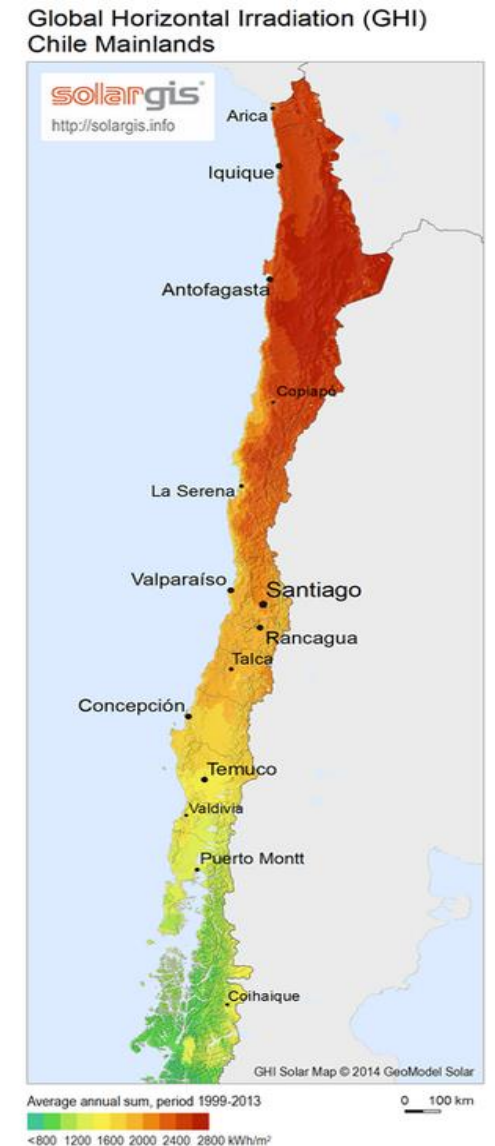 Global Horizontal Irradiation (GHI)
Chile Mainlands
solargis
http://solargis.info
Arica
Iquique
Antofagasta
Copiapó
La Serena
Valparaíso
Santiago
Rancagua
Talca
Concepción
Temuco
Valdivia
Puerto Montt
Coihaique
GHI Solar Map © 2014 GeoModel Solar
Average annual sum, period 1999-2013
0 100 km
<800 1200 1600 2000 2400 2800 kWh/m²